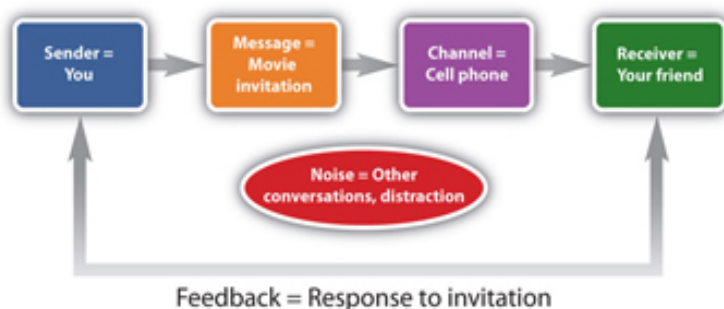 Sender =
You
Message =
Movie
invitation
Channel =
Cell phone
Receiver =
Your friend
Noise = Other
conversations, distraction
Feedback = Response to invitation